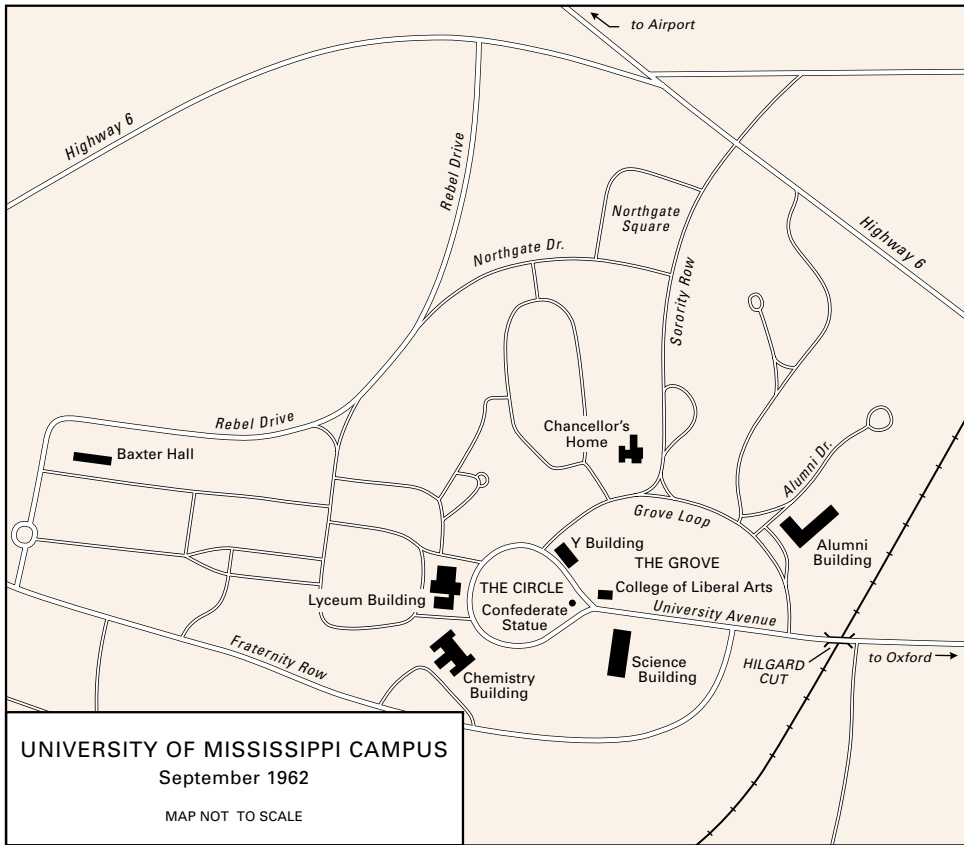 to Airport
Highway 6
Rebel Drive
Northgate
Square
Northgate Dr.
Highway 6
Sorority Row
Rebel Drive
Chancellor's
Home
Baxter Hall
Alumni Dr.
Grove Loop
Y Building
THE GROVE
Alumni
Building
THE CIRCLE
College of Liberal Arts
Lyceum Building
Confederate
Statue
University Avenue
Fraternity Row
Chemistry
Building
Science
Building
HILGARD
CUT
to Oxford
UNIVERSITY OF MISSISSIPPI CAMPUS
September 1962
MAP NOT TO SCALE